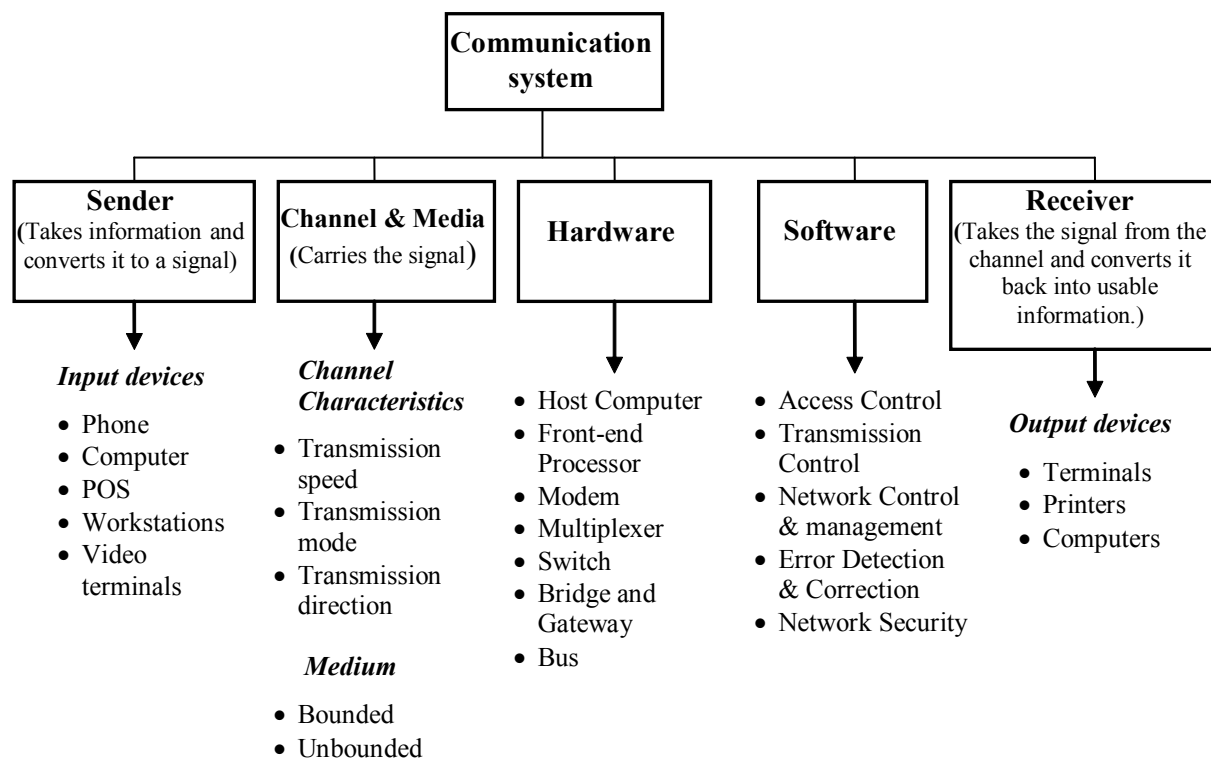 Communication
system
Sender
(Takes information and
converts it to a signal)
Channel & Media
(Carries the signal)
Hardware
Software
Receiver
(Takes the signal from the
channel and converts it
back into usable
information.)
Input devices
• Phone
• Computer
• POS
• Workstations
• Video
terminals
Channel
Characteristics
• Transmission
speed
• Transmission
mode
• Transmission
direction
Medium
• Bounded
• Unbounded
• Host Computer
• Front-end
Processor
• Modem
• Multiplexer
• Switch
• Bridge and
Gateway
• Bus
• Access Control
• Transmission
Control
• Network Control
& management
• Error Detection
& Correction
• Network Security
Output devices
• Terminals
• Printers
• Computers